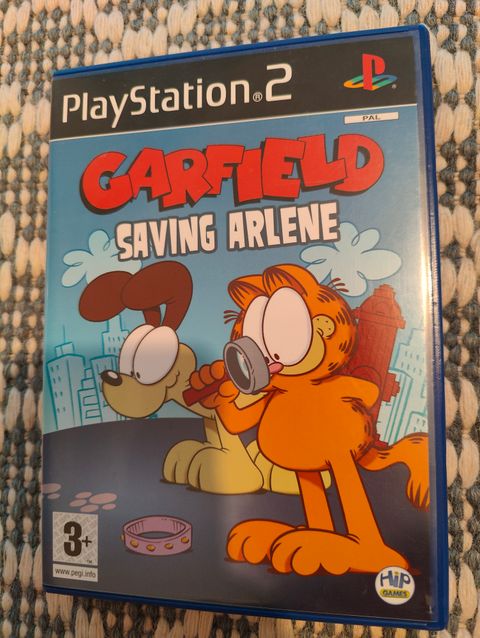 PlayStation®2
PAL
GARFIELD
SAVING ARLENE
3+
www.pegi.info
HiP
GAMES